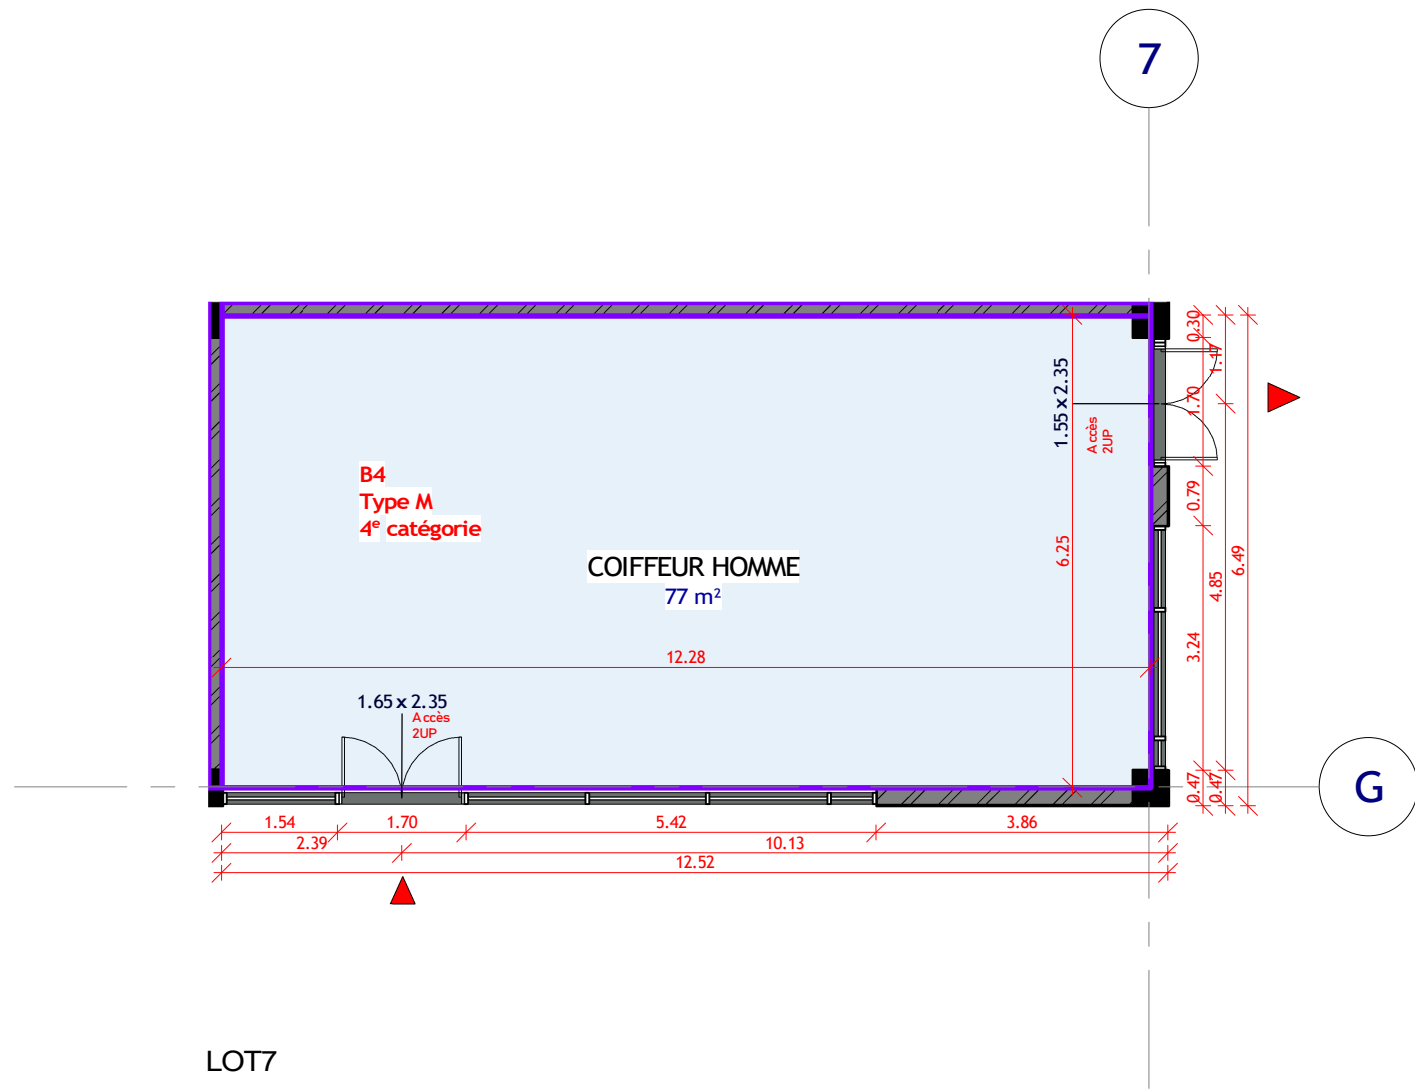 7
0.30
1.17
1.55 x 2.35
1.70
Accès
2UP
B4
Type M
4e catégorie
0.79
6.25
6.49
COIFFEUR HOMME
4.85
77 m²
3.24
12.28
1.65 x 2.35
Accès
2UP
0.47
0.47
G
1.54
1.70
5.42
3.86
2.39
10.13
12.52
LOT7